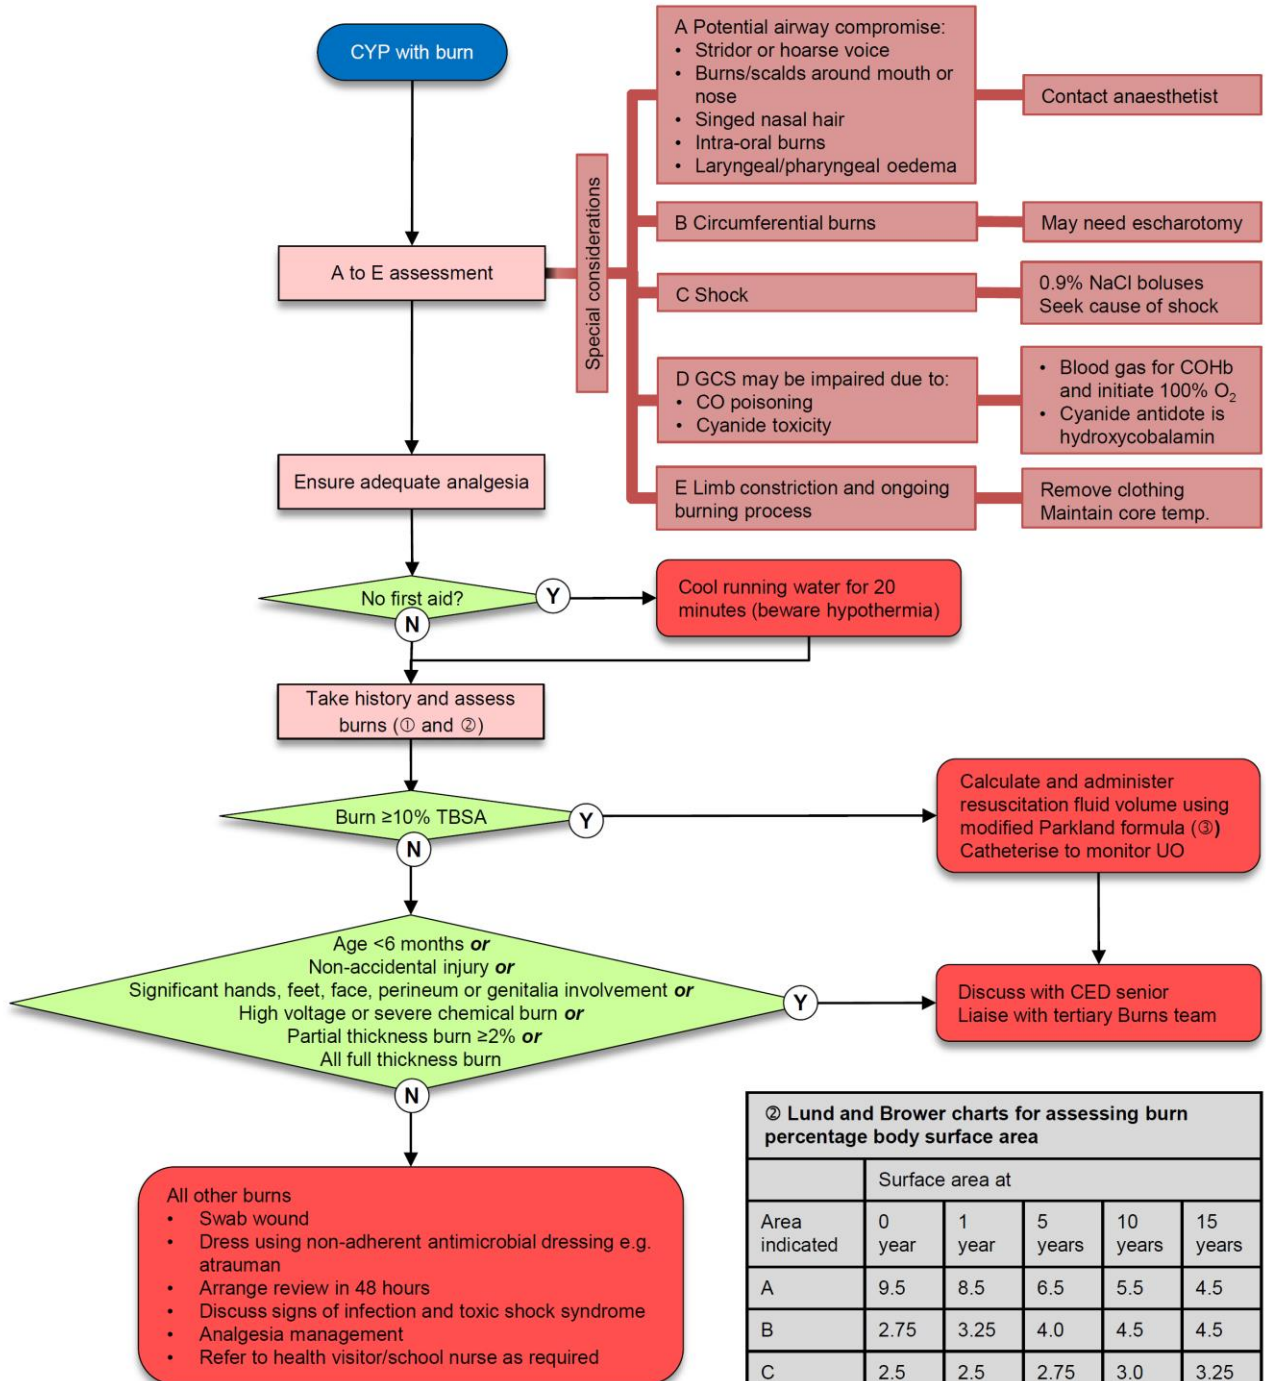 CYP with burn
A to E assessment
Special considerations
A Potential airway compromise:
• Stridor or hoarse voice
• Burns/scalds around mouth or
nose
• Singed nasal hair
• Intra-oral burns
• Laryngeal/pharyngeal oedema
Contact anaesthetist
B Circumferential burns
May need escharotomy
C Shock
0.9% NaCl boluses
Seek cause of shock
D GCS may be impaired due to:
• CO poisoning
• Cyanide toxicity
• Blood gas for COHb
and initiate 100% O₂
• Cyanide antidote is
hydroxycobalamin
E Limb constriction and ongoing
burning process
Remove clothing
Maintain core temp.
Ensure adequate analgesia
No first aid?
Y
N
Cool running water for 20
minutes (beware hypothermia)
Take history and assess
burns (① and ②)
Burn ≥10% TBSA
Y
N
Calculate and administer
resuscitation fluid volume using
modified Parkland formula (③)
Catheterise to monitor UO
Age <6 months or
Non-accidental injury or
Significant hands, feet, face, perineum or genitalia involvement or
High voltage or severe chemical burn or
Partial thickness burn ≥2% or
All full thickness burn
Y
N
Discuss with CED senior
Liaise with tertiary Burns team
All other burns
• Swab wound
• Dress using non-adherent antimicrobial dressing e.g.
atrauman
• Arrange review in 48 hours
• Discuss signs of infection and toxic shock syndrome
• Analgesia management
• Refer to health visitor/school nurse as required
② Lund and Brower charts for assessing burn
percentage body surface area
Surface area at
Area indicated 0 year 1 year 5 years 10 years 15 years
A 9.5 8.5 6.5 5.5 4.5
B 2.75 3.25 4.0 4.5 4.5
C 2.5 2.5 2.75 3.0 3.25